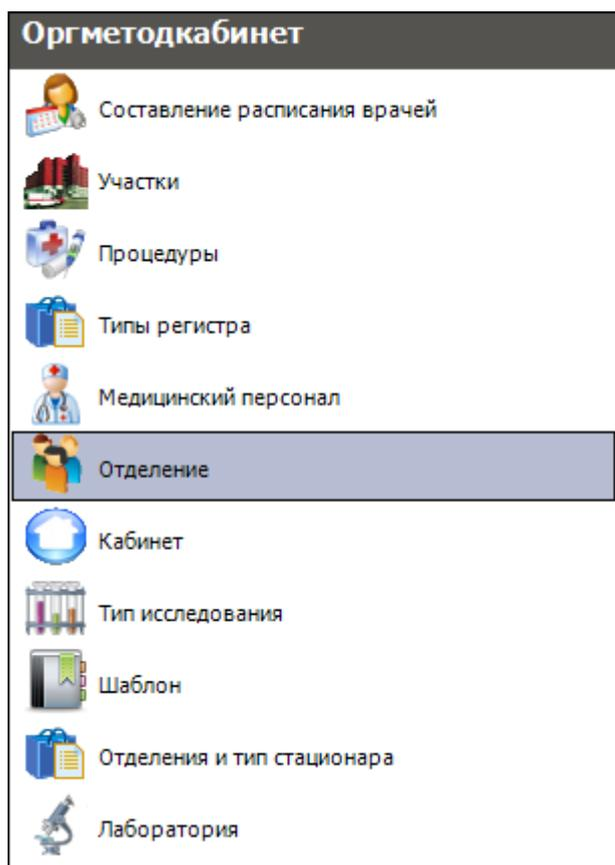 Оргметодкабинет
Составление расписания врачей
Участки
Процедуры
Типы регистра
Медицинский персонал
Отделение
Кабинет
Тип исследования
Шаблон
Отделения и тип стационара
Лаборатория